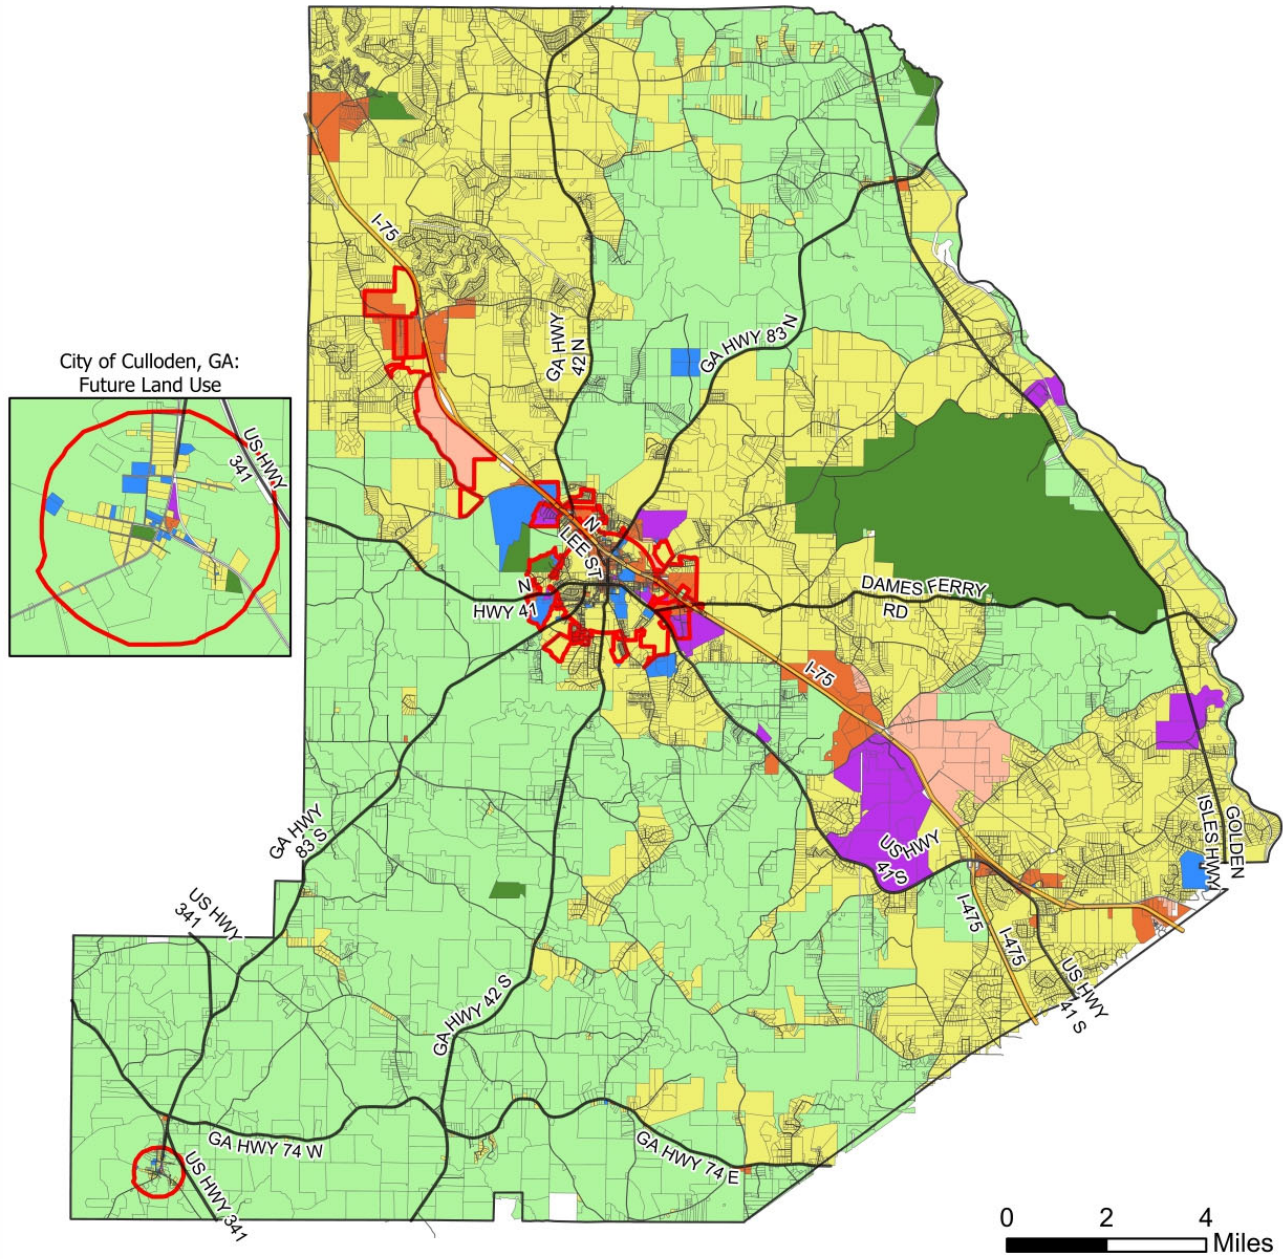 I-75
GA HWY
42 N
GA HWY 83 N
City of Culloden, GA:
Future Land Use
US HWY
341
N
LEE ST
N
HWY 41
DAMES FERRY
RD
I-75
GA HWY
83 S
US HWY
41 S
GOLDEN
ISLES HWY
US HWY
341
I-475
I-475
US HWY
41 S
GA HWY 42 S
GA HWY 74 W
GA HWY 74 E
US HWY 341
0 2 4
Miles